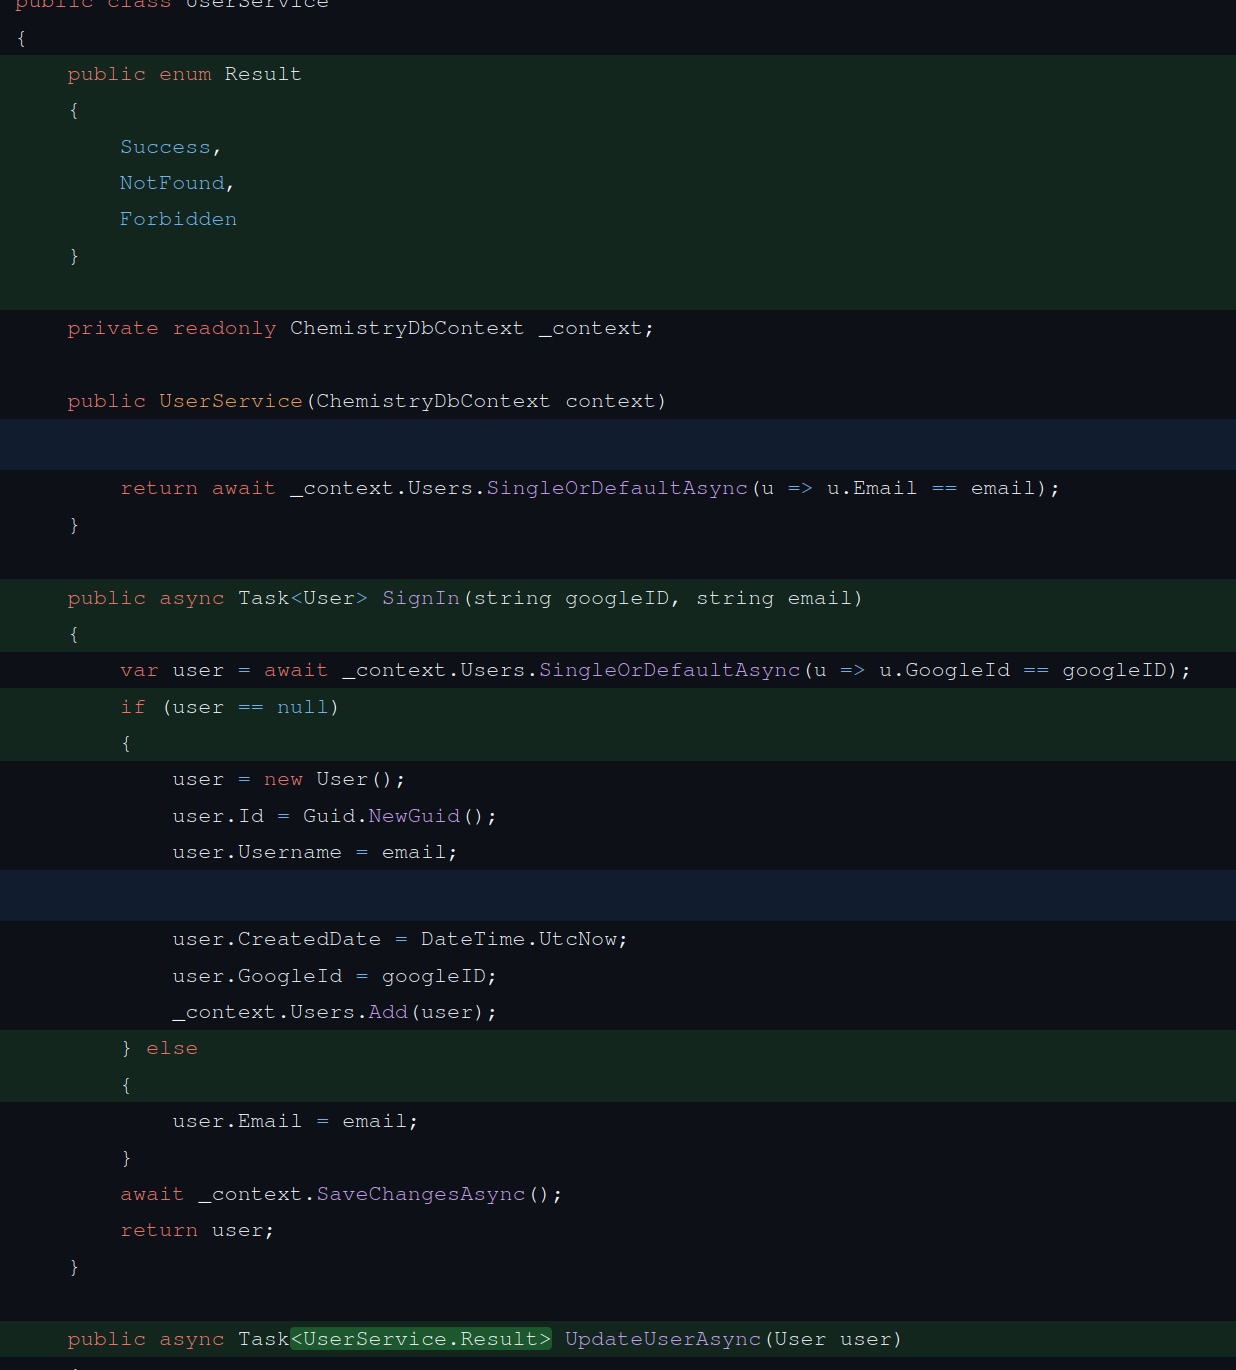 public class UserService
{
public enum Result
{
Success,
NotFound,
Forbidden
}
private readonly ChemistryDbContext _context;
public UserService(ChemistryDbContext context)
return await _context.Users.SingleOrDefaultAsync(u => u.Email == email);
}
public async Task<User> SignIn(string googleID, string email)
{
var user = await _context.Users.SingleOrDefaultAsync(u => u.GoogleId == googleID);
if (user == null)
{
user = new User();
user.Id = Guid.NewGuid();
user.Username = email;
user.CreatedDate = DateTime.UtcNow;
user.GoogleId = googleID;
_context.Users.Add(user);
} else
{
user.Email = email;
}
await _context.SaveChangesAsync();
return user;
}
public async Task<UserService.Result> UpdateUserAsync(User user)